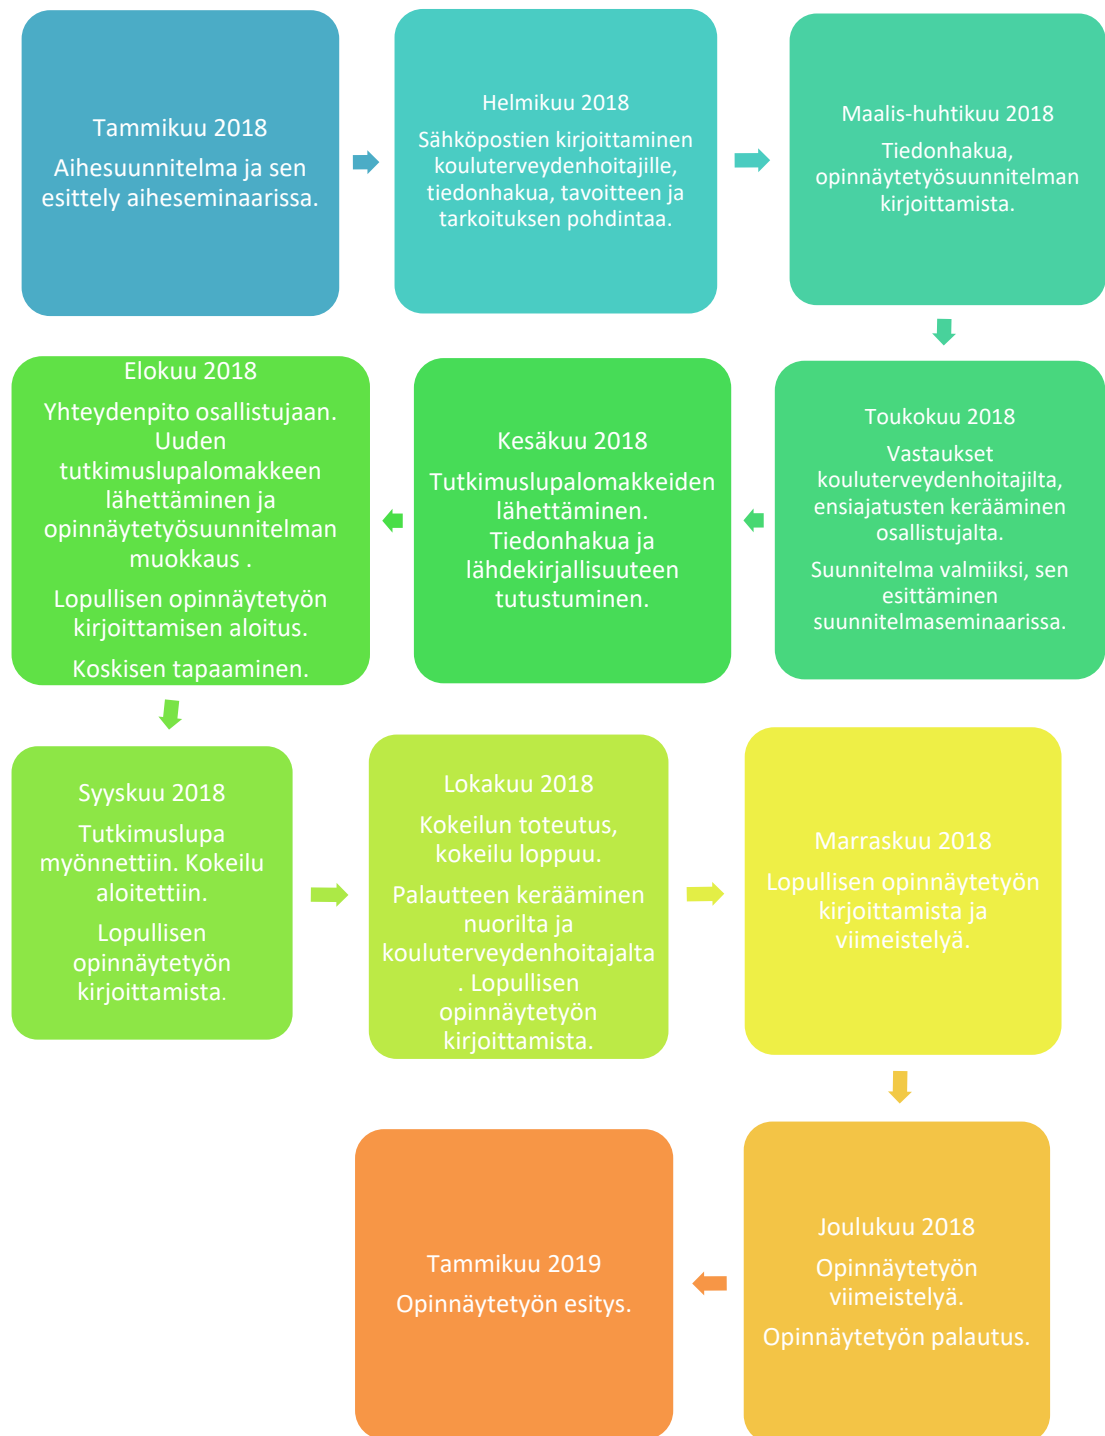 Tammikuu 2018
Aihesuunnitelma ja sen
esittely aiheseminaarissa.
Helmikuu 2018
Sähköpostien kirjoittaminen
kouluterveydenhoitajille,
tiedonhakua, tavoitteen ja
tarkoituksen pohdintaa.
Maalis-huhtikuu 2018
Tiedonhakua,
opinnäytetyösuunnitelman
kirjoittamista.
Toukokuu 2018
Vastaukset
kouluterveydenhoitajilta,
ensiajatusten kerääminen
osallistujalta.
Suunnitelma valmiiksi, sen
esittäminen
suunnitelmaseminaarissa.
Kesäkuu 2018
Tutkimuslupalomakkeiden
lähettäminen.
Tiedonhakua ja
lähdekirjallisuuteen
tutustuminen.
Elokuu 2018
Yhteydenpito osallistujaan.
Uuden
tutkimuslupalomakkeen
lähettäminen ja
opinnäytetyösuunnitelman
muokkaus .
Lopullisen opinnäytetyön
kirjoittamisen aloitus.
Koskisen tapaaminen.
Syyskuu 2018
Tutkimuslupa
myönnettiin. Kokeilu
aloitettiin.
Lopullisen
opinnäytetyön
kirjoittamista.
Lokakuu 2018
Kokeilun toteutus,
kokeilu loppuu.
Palautteen kerääminen
nuorilta ja
kouluterveydenhoitajalta
. Lopullisen
opinnäytetyön
kirjoittamista.
Marraskuu 2018
Lopullisen opinnäytetyön
kirjoittamista ja
viimeistelyä.
Joulukuu 2018
Opinnäytetyön
viimeistelyä.
Opinnäytetyön palautus.
Tammikuu 2019
Opinnäytetyön esitys.